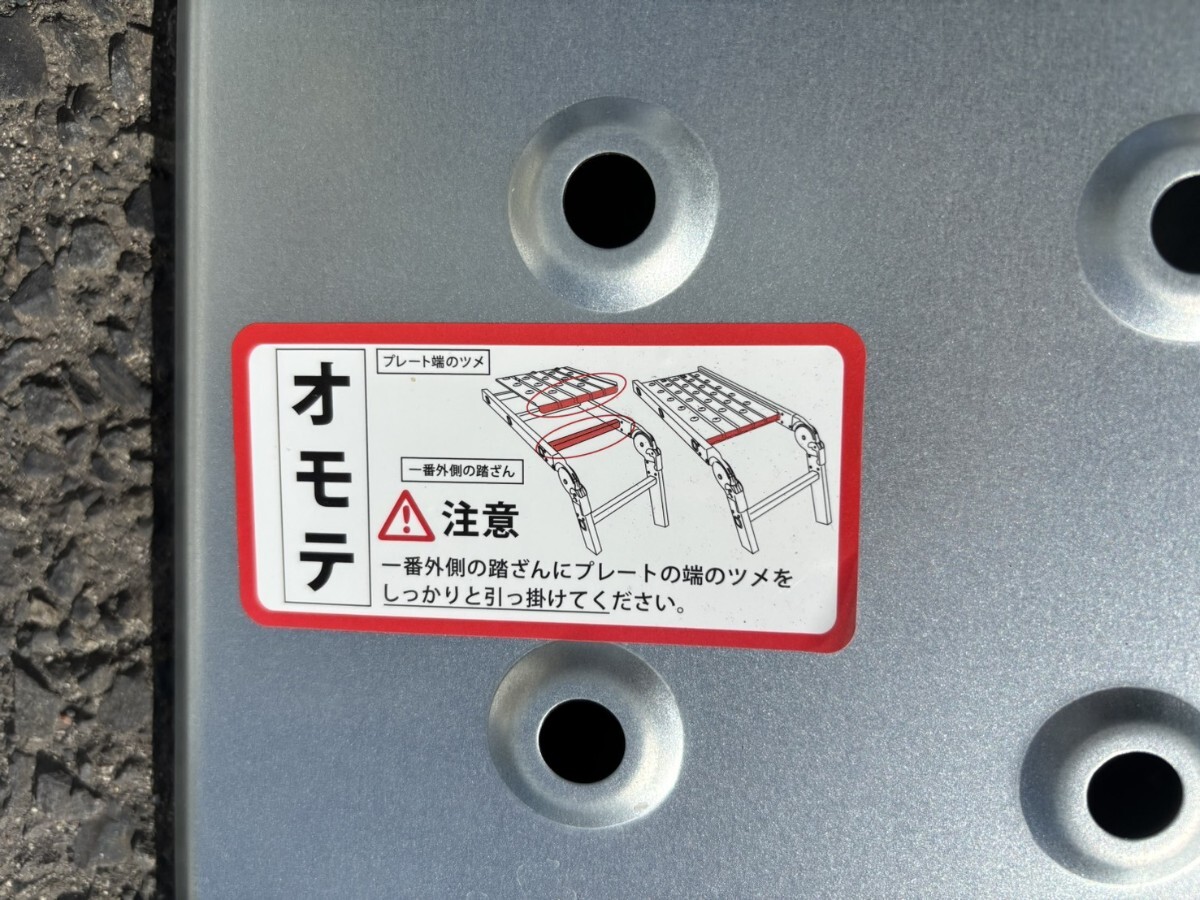 オモテ
プレート端のツメ
一番外側の踏ざん
注意
一番外側の踏ざんにプレートの端のツメを
しっかりと引っ掛けてください。